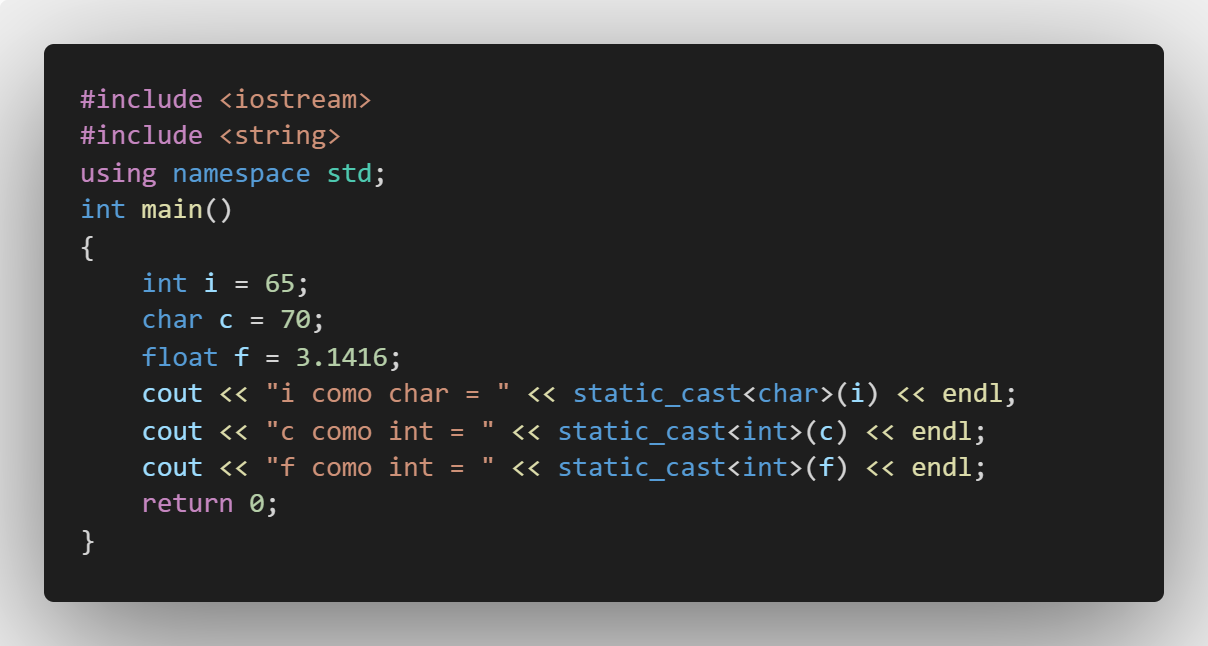 #include <iostream>
#include <string>
using namespace std;
int main()
{
    int i = 65;
    char c = 70;
    float f = 3.1416;
    cout << "i como char = " << static_cast<char>(i) << endl;
    cout << "c como int = " << static_cast<int>(c) << endl;
    cout << "f como int = " << static_cast<int>(f) << endl;
    return 0;
}